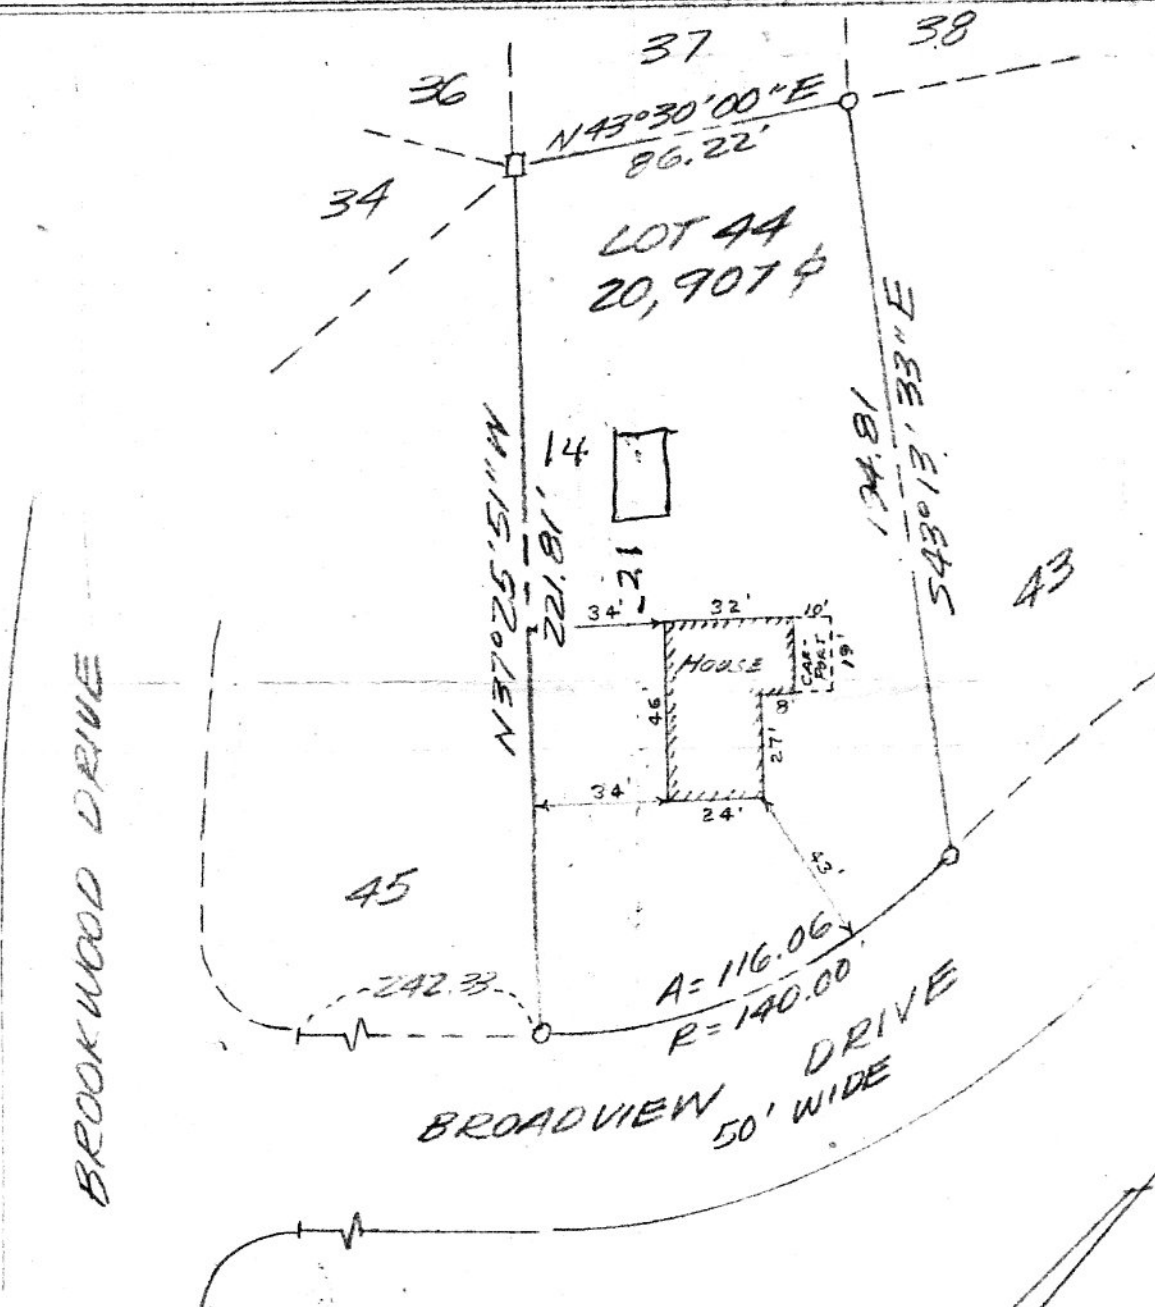 37
38
36
N43°30'00"E
86.22'
34
LOT 44
20,907
N37°25'51"W
221.81'
14
21
S43°13'33"E
43
34'
32'
10'
HOUSE
CAR-
PORT
19'
46'
8'
27'
34'
24'
43'
45
242.33
A=116.06
R=140.00'
BROOKWOOD DRIVE
BROADVIEW DRIVE
50' WIDE